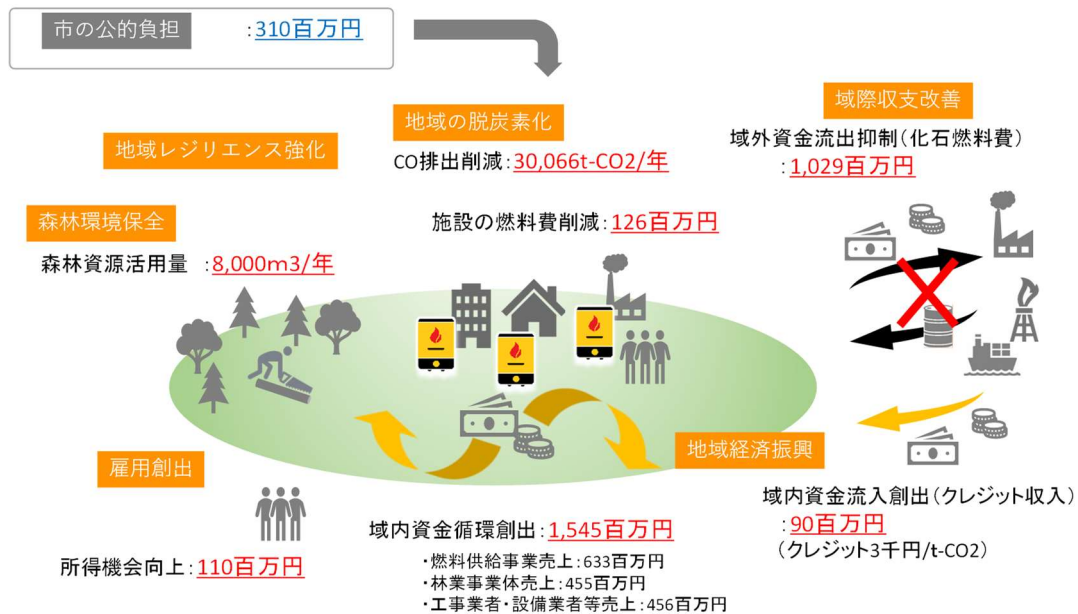 市の公的負担 :310百万円
地域の脱炭素化
CO排出削減:30,066t-CO2/年
施設の燃料費削減:126百万円
域際収支改善
域外資金流出抑制(化石燃料費)
:1,029百万円
地域レジリエンス強化
森林環境保全
森林資源活用量 :8,000m3/年
雇用創出
所得機会向上:110百万円
域内資金循環創出:1,545百万円
・燃料供給事業売上:633百万円
・林業事業体売上:455百万円
・工事業者・設備業者等売上:456百万円
地域経済振興
域内資金流入創出(クレジット収入)
:90百万円
(クレジット3千円/t-CO2)